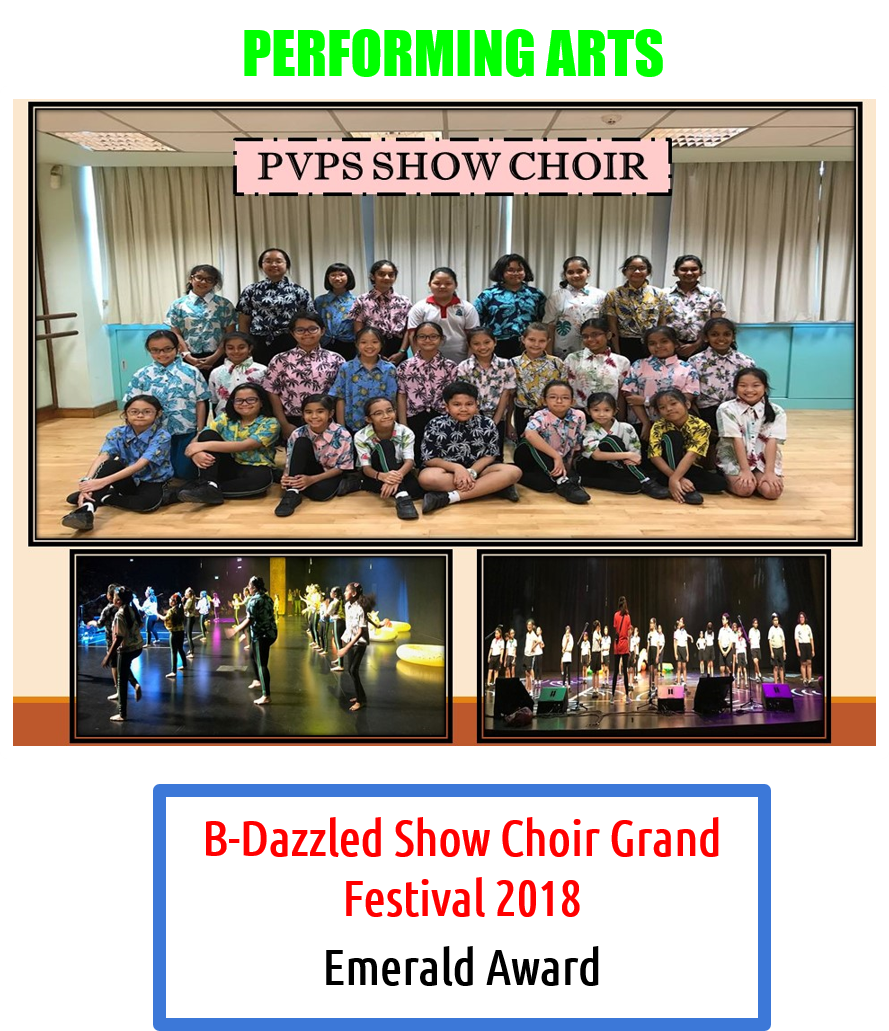 PERFORMING ARTS
PVPS SHOW CHOIR
B-Dazzled Show Choir Grand
Festival 2018
Emerald Award